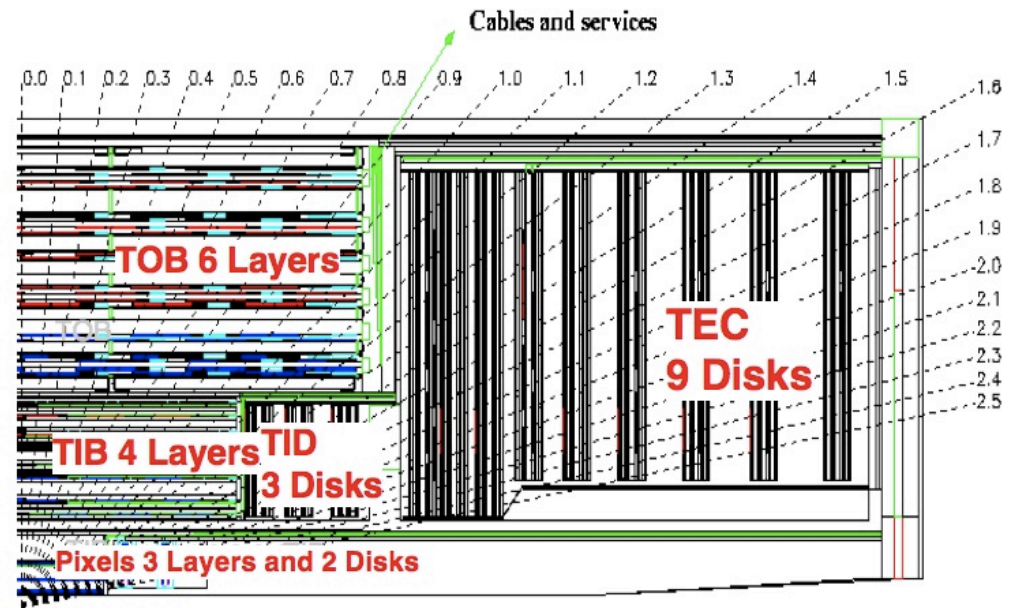 Cables and services
0.0 0.1 0.2 0.3 0.4 0.5 0.6 0.7 0.8 0.9 1.0 1.1 1.2 1.3 1.4 1.5
1.6
1.7
1.8
1.9
2.0
2.1
2.2
2.3
2.4
2.5
TOB 6 Layers
TOB
TEC
9 Disks
TIB 4 Layers
TID
3 Disks
Pixels 3 Layers and 2 Disks